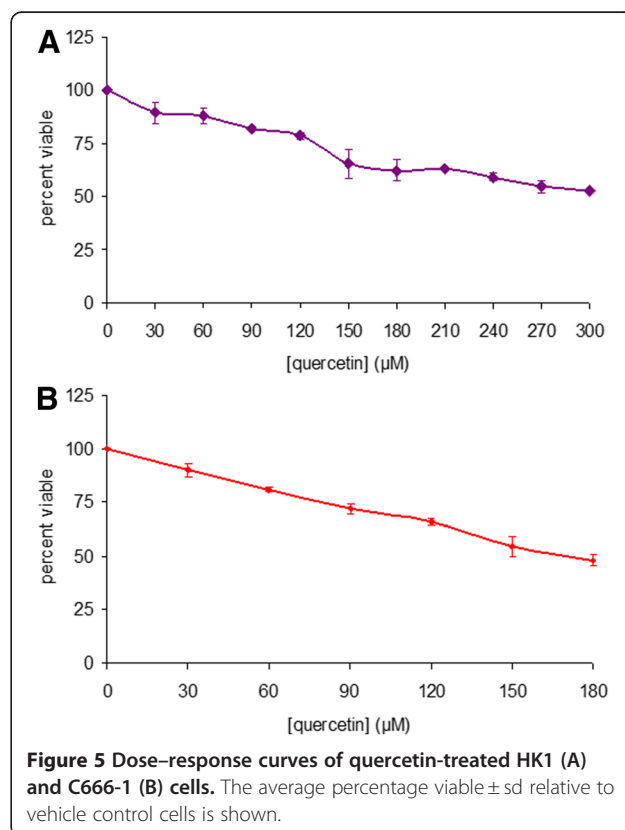 A
125
100
75
50
25
0
percent viable
0 30 60 90 120 150 180 210 240 270 300
[quercetin] (µM)
B
125
100
75
50
25
0
percent viable
0 30 60 90 120 150 180
[quercetin] (µM)
Figure 5 Dose–response curves of quercetin-treated HK1 (A)
and C666-1 (B) cells. The average percentage viable ± sd relative to
vehicle control cells is shown.